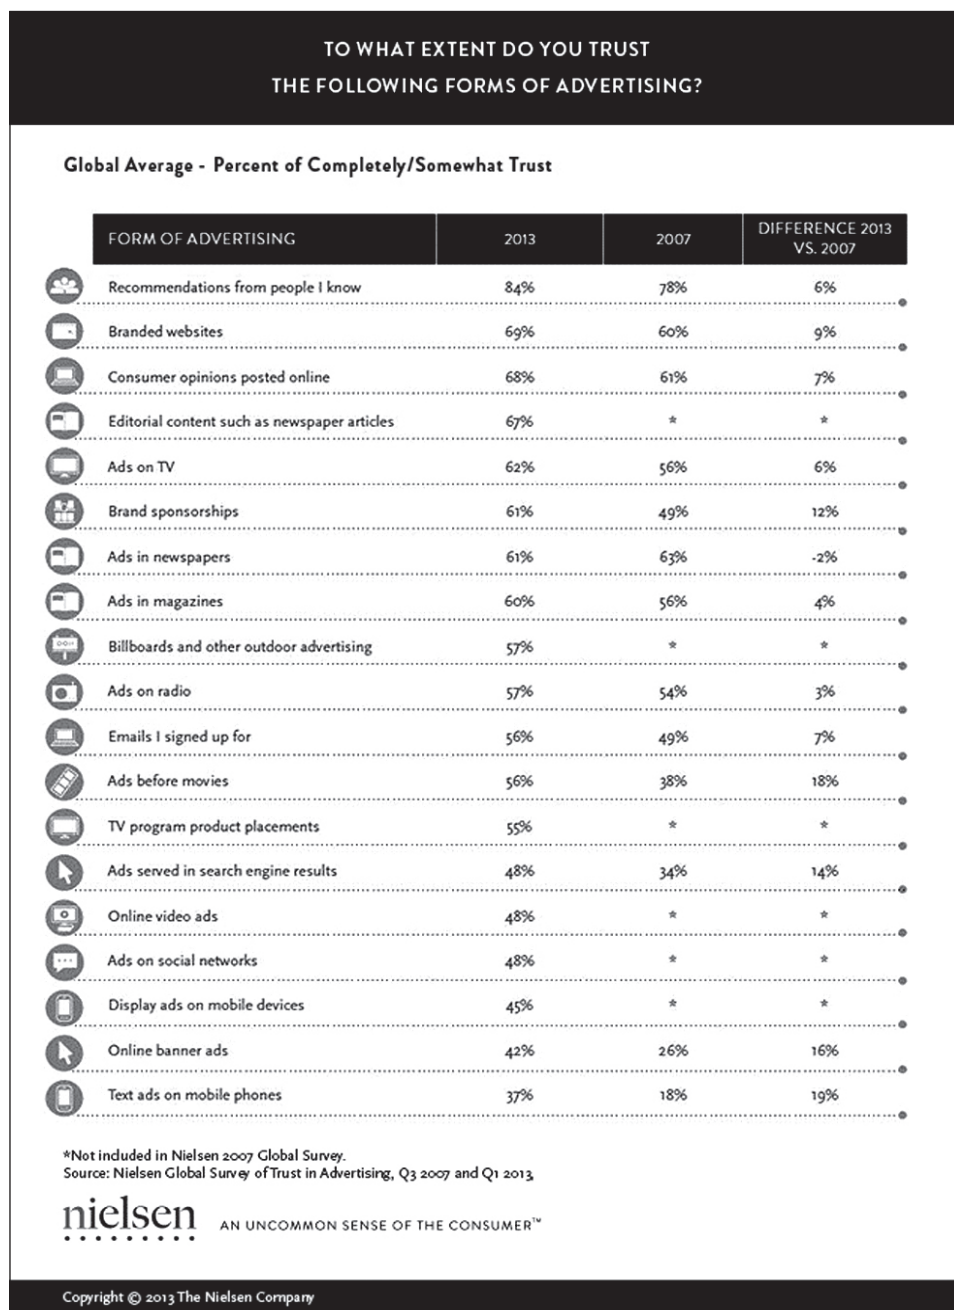 TO WHAT EXTENT DO YOU TRUST
THE FOLLOWING FORMS OF ADVERTISING?
Global Average - Percent of Completely/Somewhat Trust
FORM OF ADVERTISING 2013 2007 DIFFERENCE 2013 VS. 2007
Recommendations from people I know 84% 78% 6%
Branded websites 69% 60% 9%
Consumer opinions posted online 68% 61% 7%
Editorial content such as newspaper articles 67% * *
Ads on TV 62% 56% 6%
Brand sponsorships 61% 49% 12%
Ads in newspapers 61% 63% -2%
Ads in magazines 60% 56% 4%
Billboards and other outdoor advertising 57% * *
Ads on radio 57% 54% 3%
Emails I signed up for 56% 49% 7%
Ads before movies 56% 38% 18%
TV program product placements 55% * *
Ads served in search engine results 48% 34% 14%
Online video ads 48% * *
Ads on social networks 48% * *
Display ads on mobile devices 45% * *
Online banner ads 42% 26% 16%
Text ads on mobile phones 37% 18% 19%
*Not included in Nielsen 2007 Global Survey.
Source: Nielsen Global Survey of Trust in Advertising, Q3 2007 and Q1 2013,
nielsen AN UNCOMMON SENSE OF THE CONSUMER™
Copyright © 2013 The Nielsen Company